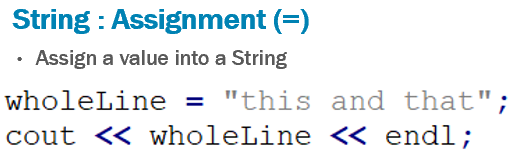 String : Assignment (=)
• Assign a value into a String
wholeLine = "this and that";
cout << wholeLine << endl;